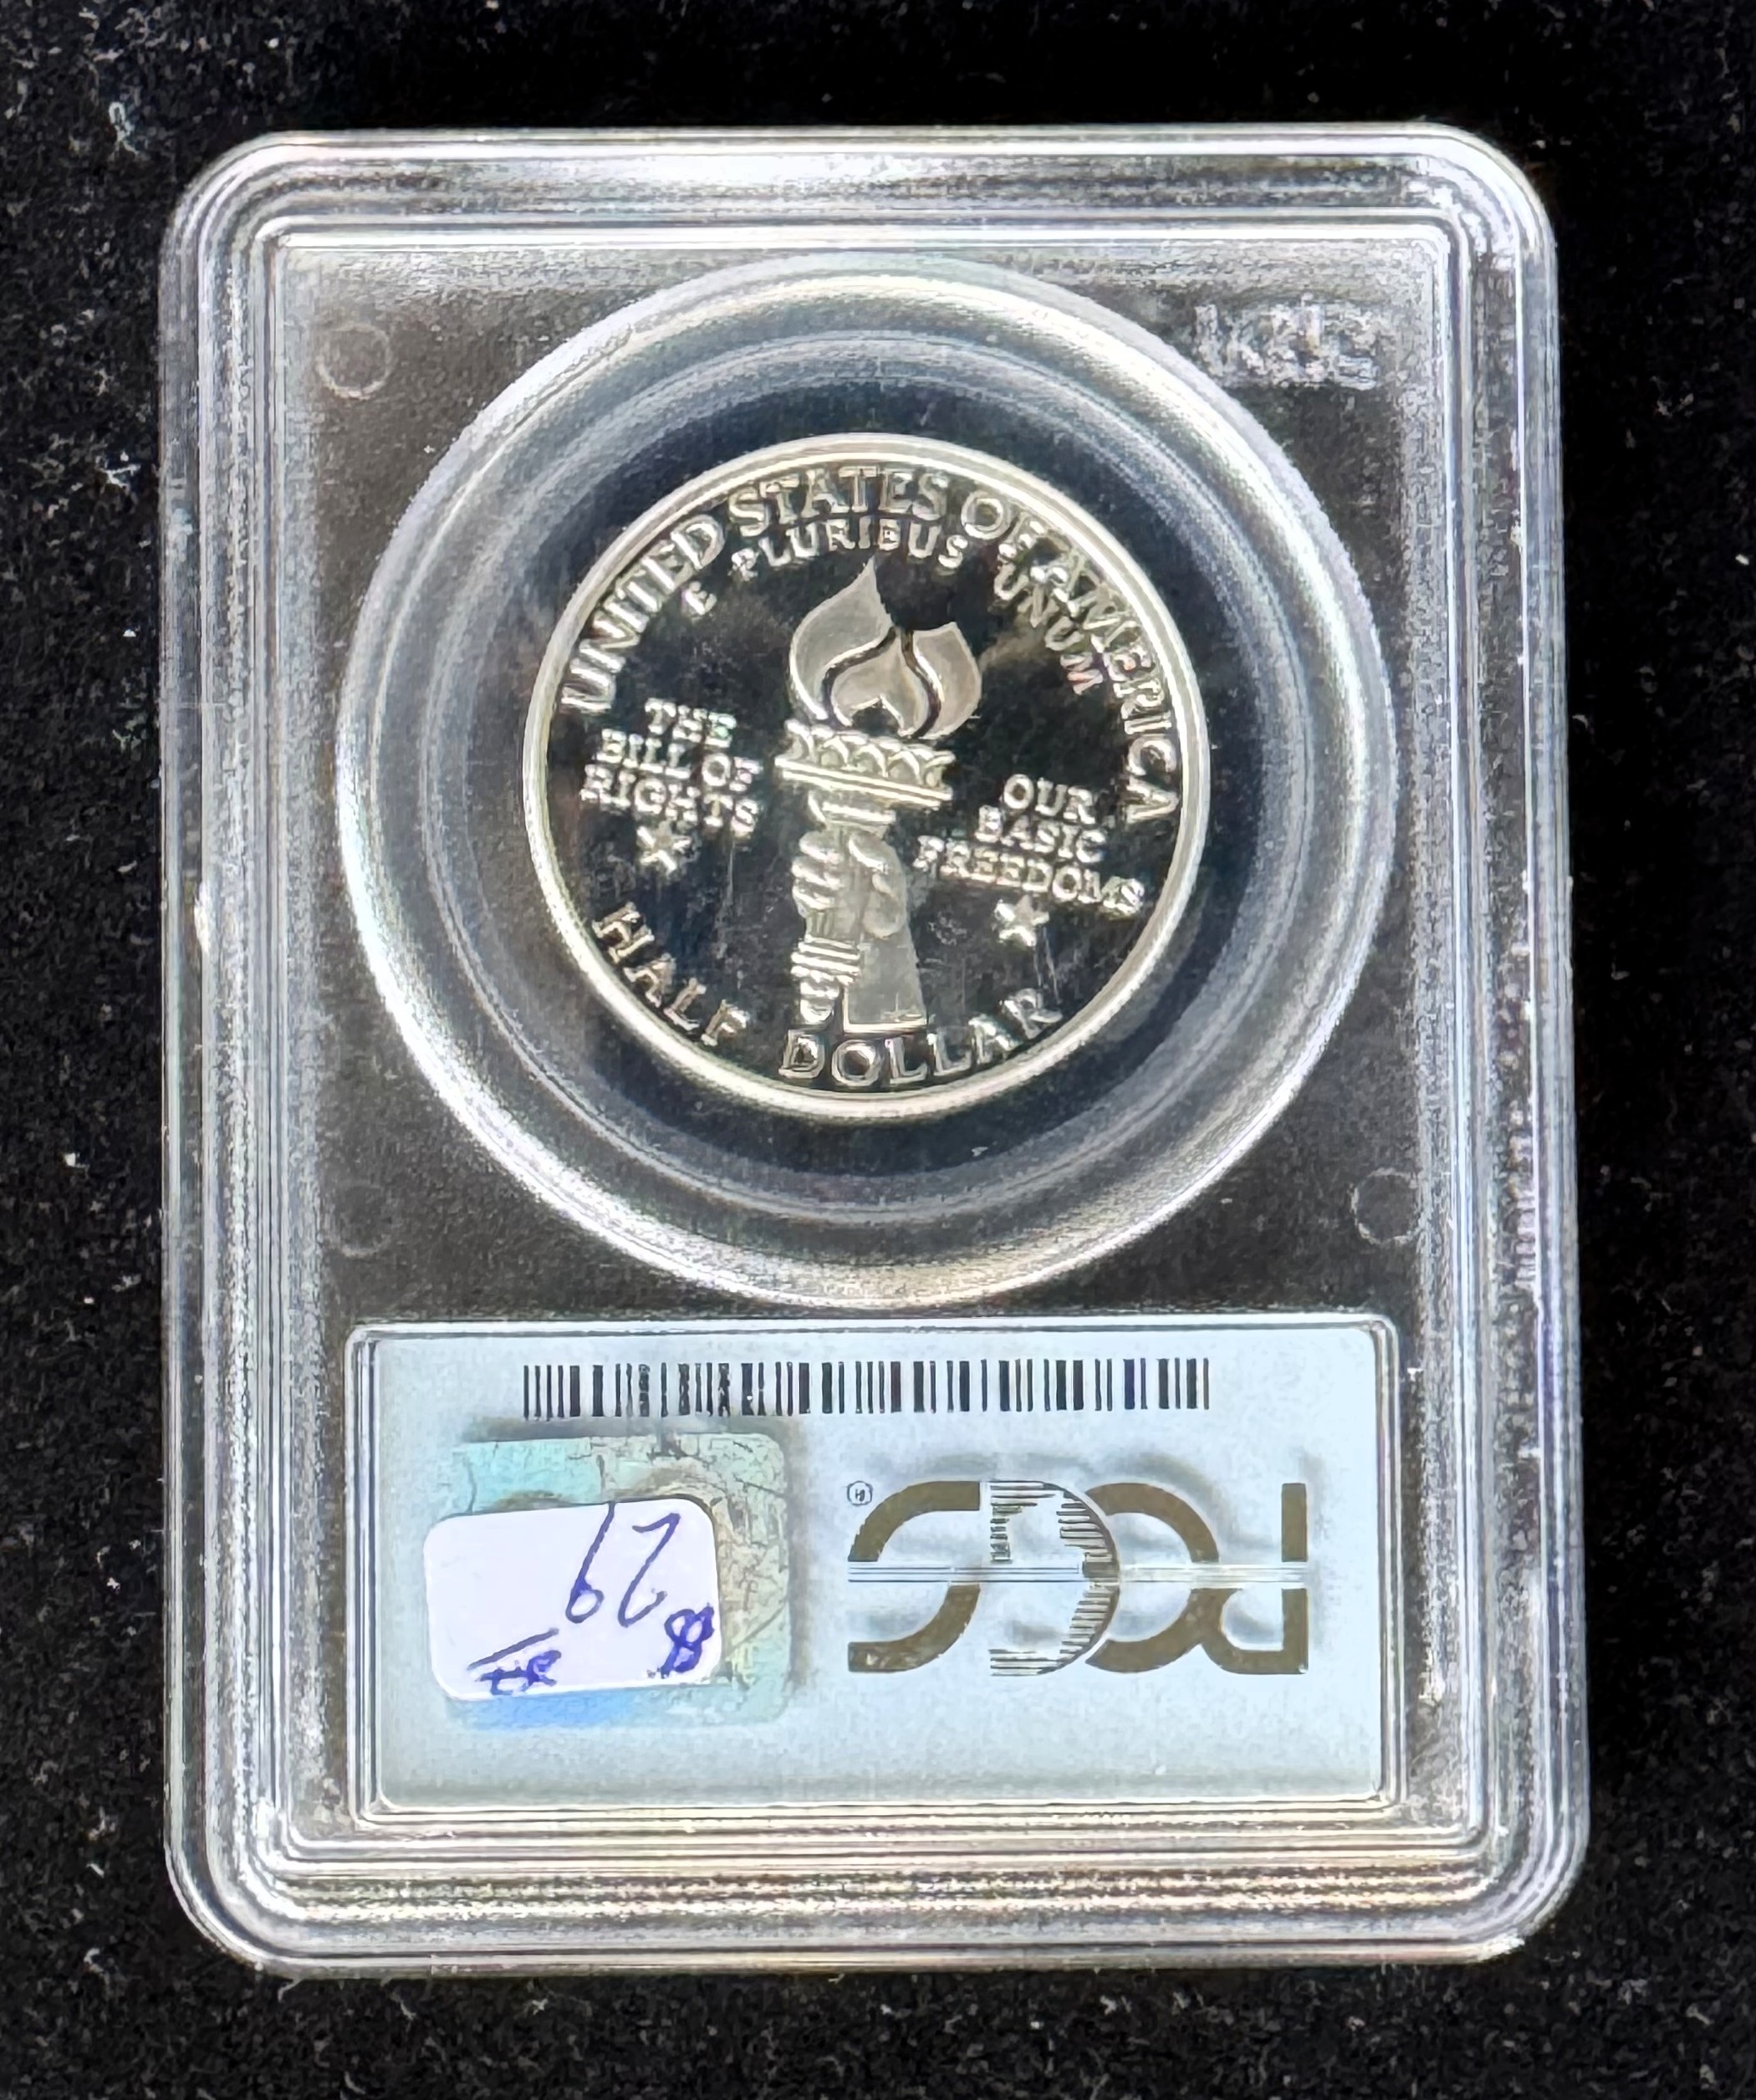 UNITED STATES OF AMERICA
E PLURIBUS UNUM
THE
BILL OF
RIGHTS
OUR
BASIC
FREEDOMS
HALF DOLLAR
PCGS
®
$29